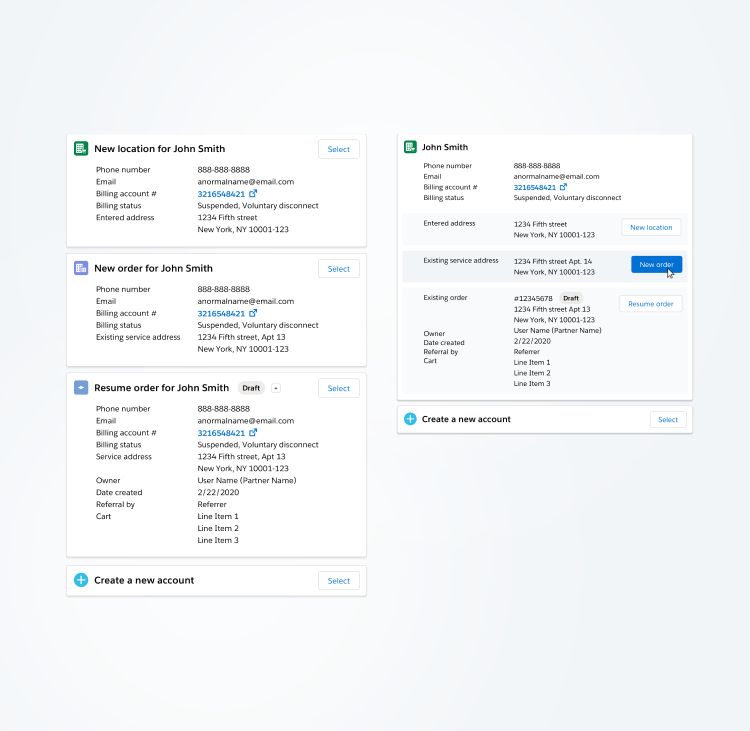 New location for John Smith Select
Phone number 888-888-8888
Email anormalname@email.com
Billing account # 3216548421
Billing status Suspended, Voluntary disconnect
Entered address 1234 Fifth street
New York, NY 10001-123
New order for John Smith Select
Phone number 888-888-8888
Email anormalname@email.com
Billing account # 3216548421
Billing status Suspended, Voluntary disconnect
Existing service address 1234 Fifth street, Apt 13
New York, NY 10001-123
Resume order for John Smith Draft Select
Phone number 888-888-8888
Email anormalname@email.com
Billing account # 3216548421
Billing status Suspended, Voluntary disconnect
Service address 1234 Fifth street, Apt 13
New York, NY 10001-123
Owner User Name (Partner Name)
Date created 2/22/2020
Referral by Referrer
Cart Line Item 1
Line Item 2
Line Item 3
Create a new account Select
John Smith
Phone number 888-888-8888
Email anormalname@email.com
Billing account # 3216548421
Billing status Suspended, Voluntary disconnect
Entered address 1234 Fifth street New location
New York, NY 10001-123
Existing service address 1234 Fifth street Apt. 14 New order
New York, NY 10001-123
Existing order #12345678 Draft Resume order
1234 Fifth street Apt 13
New York, NY 10001-123
Owner User Name (Partner Name)
Date created 2/22/2020
Referral by Referrer
Cart Line Item 1
Line Item 2
Line Item 3
Create a new account Select